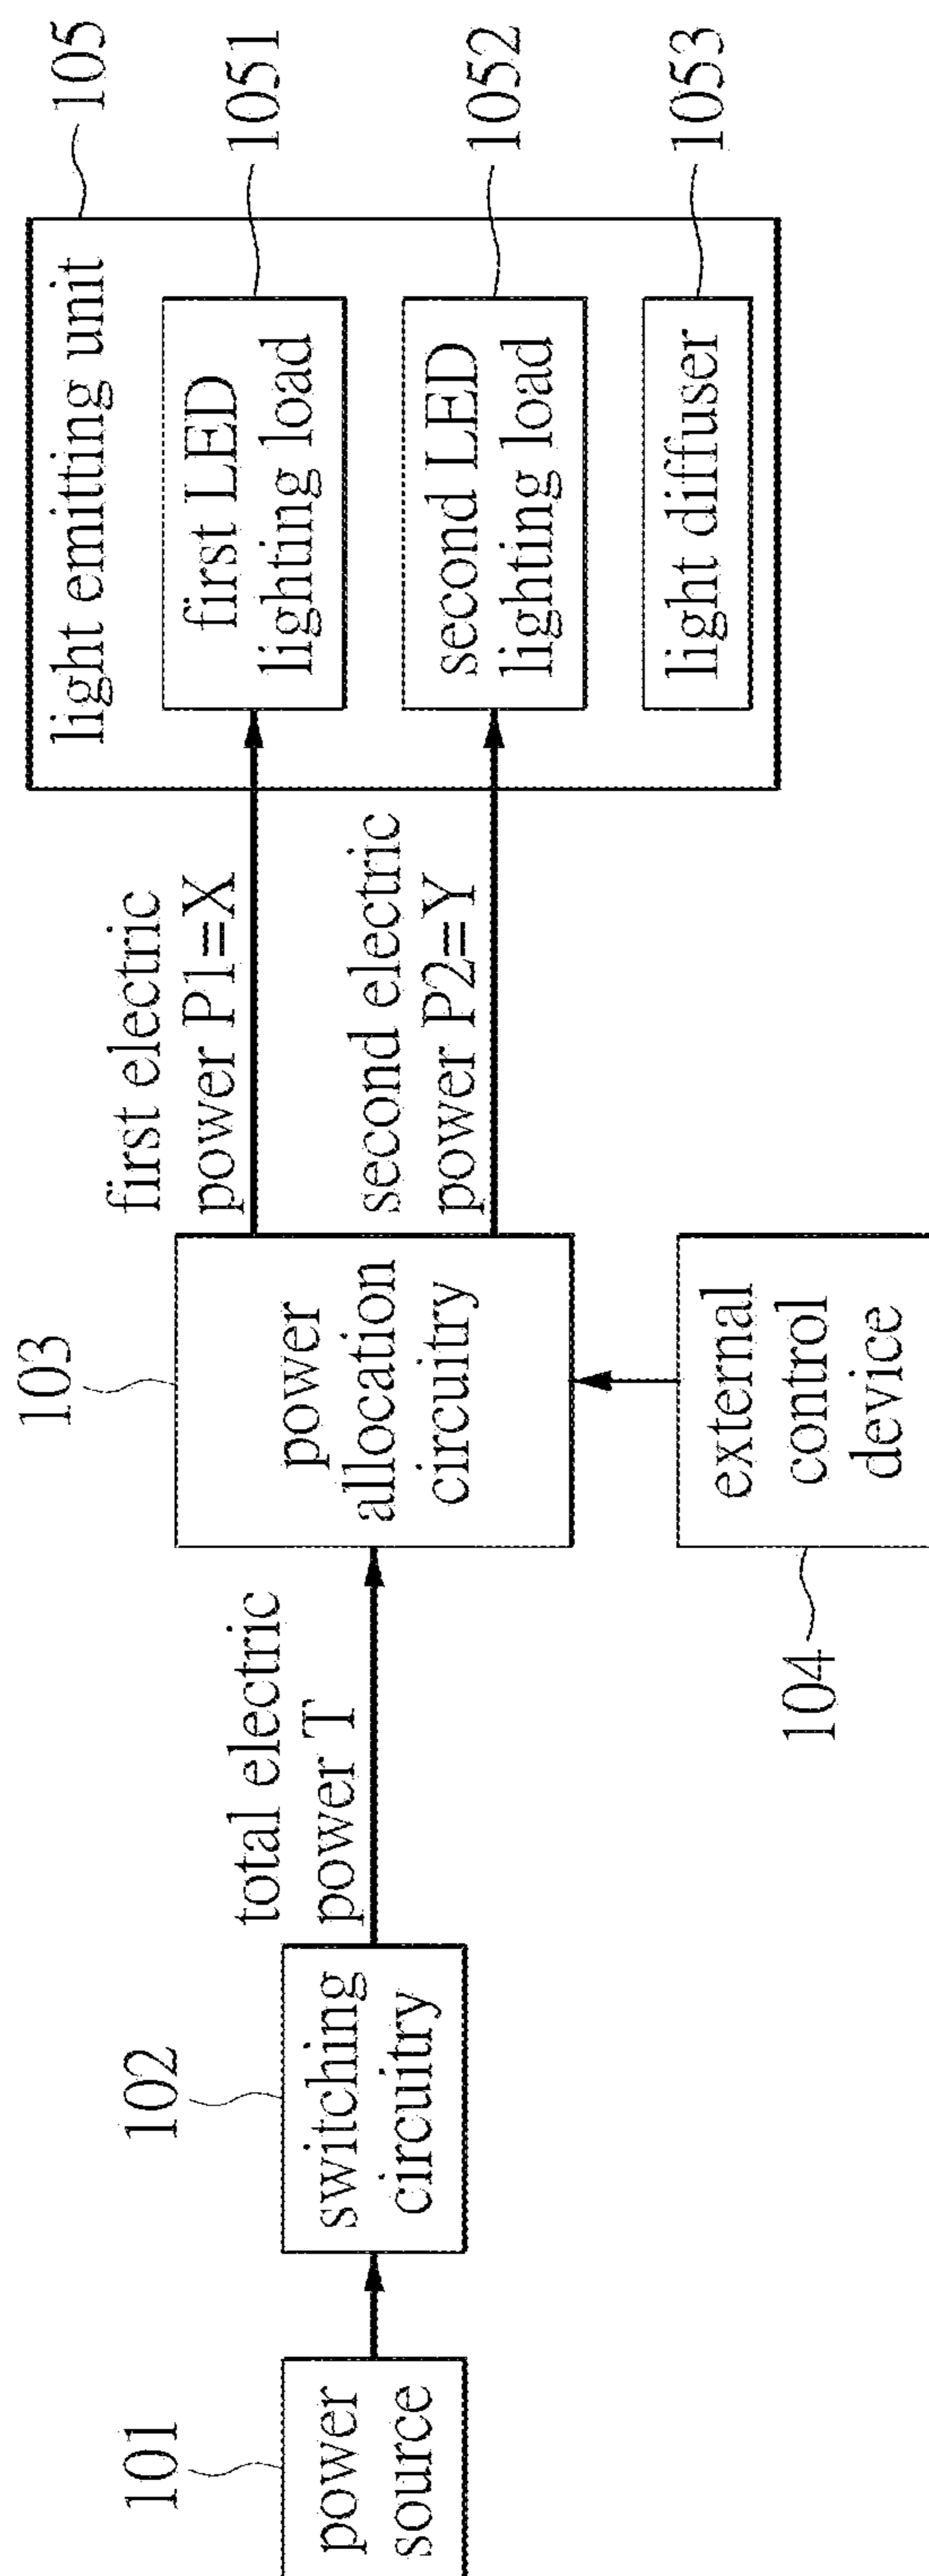 101
power
source
102
switching
circuitry
total electric
power T
103
power
allocation
circuitry
104
external
control
device
first electric
power P1=X
second electric
power P2=Y
105
light emitting unit
first LED
lighting load
1051
second LED
lighting load
1052
light diffuser
1053